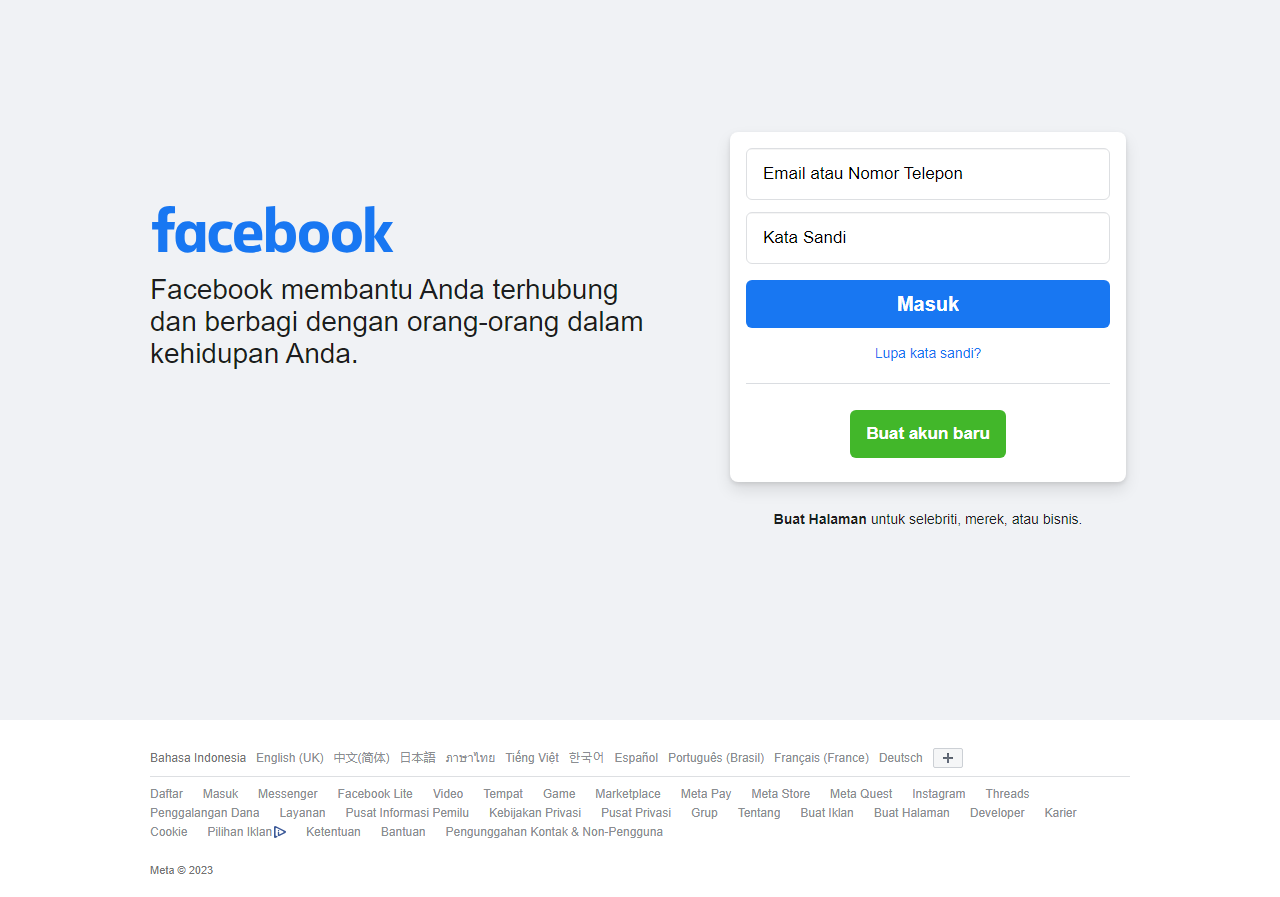 facebook
Facebook membantu Anda terhubung
dan berbagi dengan orang-orang dalam
kehidupan Anda.
Email atau Nomor Telepon
Kata Sandi
Masuk
Lupa kata sandi?
Buat akun baru
Buat Halaman untuk selebriti, merek, atau bisnis.
Bahasa Indonesia English (UK) 中文(简体) 日本語 ภาษาไทย Tiếng Việt 한국어 Español Português (Brasil) Français (France) Deutsch
Daftar Masuk Messenger Facebook Lite Video Tempat Game Marketplace Meta Pay Meta Store Meta Quest Instagram Threads
Penggalangan Dana Layanan Pusat Informasi Pemilu Kebijakan Privasi Pusat Privasi Grup Tentang Buat Iklan Buat Halaman Developer Karier
Cookie Pilihan Iklan Ketentuan Bantuan Pengunggahan Kontak & Non-Pengguna
Meta © 2023